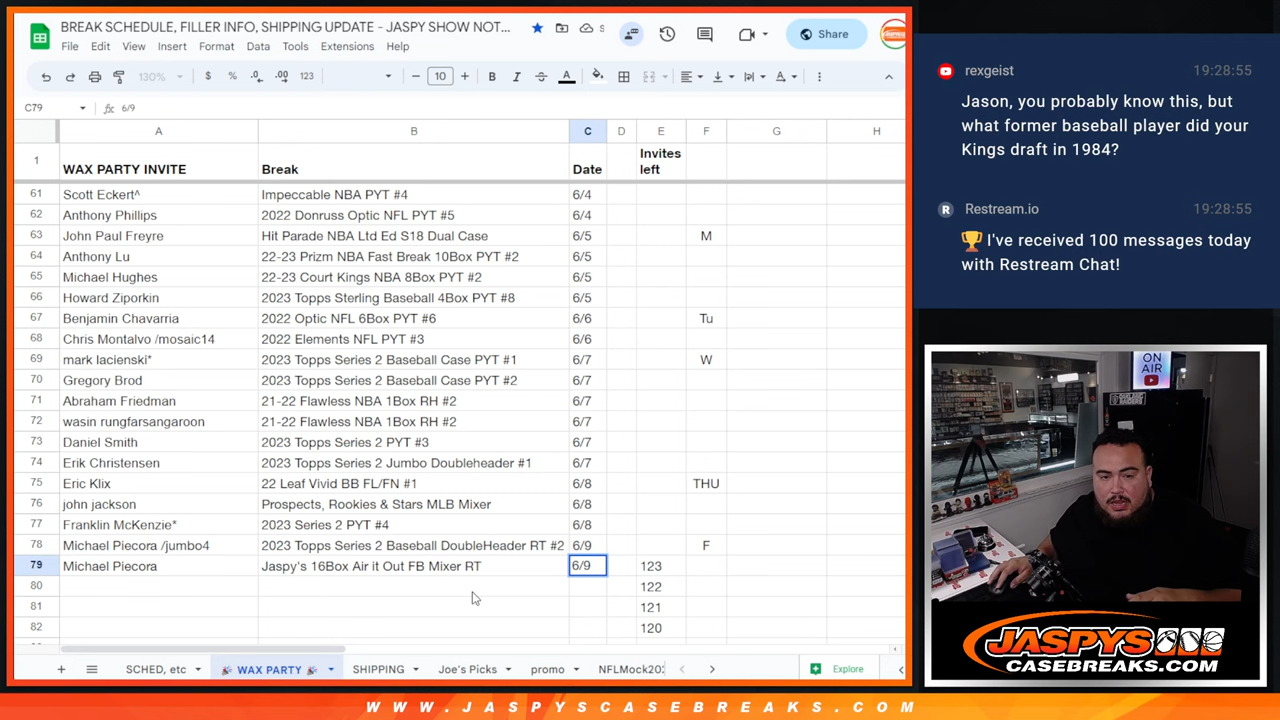 BREAK SCHEDULE, FILLER INFO, SHIPPING UPDATE - JASPY SHOW NOT... S Share
File Edit View Insert Format Data Tools Extensions Help
130% $ % .0 .00 123 10 B I A
C79 fx 6/9
A B C D E F G H
1 WAX PARTY INVITE Break Date Invites left
61 Scott Eckert^ Impeccable NBA PYT #4 6/4
62 Anthony Phillips 2022 Donruss Optic NFL PYT #5 6/4
63 John Paul Freyre Hit Parade NBA Ltd Ed S18 Dual Case 6/5 M
64 Anthony Lu 22-23 Prizm NBA Fast Break 10Box PYT #2 6/5
65 Michael Hughes 22-23 Court Kings NBA 8Box PYT #2 6/5
66 Howard Ziporkin 2023 Topps Sterling Baseball 4Box PYT #8 6/5
67 Benjamin Chavarria 2022 Optic NFL 6Box PYT #6 6/6 Tu
68 Chris Montalvo /mosaic14 2022 Elements NFL PYT #3 6/6
69 mark lacienski* 2023 Topps Series 2 Baseball Case PYT #1 6/7 W
70 Gregory Brod 2023 Topps Series 2 Baseball Case PYT #2 6/7
71 Abraham Friedman 21-22 Flawless NBA 1Box RH #2 6/7
72 wasin rungfarsangaroon 21-22 Flawless NBA 1Box RH #2 6/7
73 Daniel Smith 2023 Topps Series 2 PYT #3 6/7
74 Erik Christensen 2023 Topps Series 2 Jumbo Doubleheader #1 6/7
75 Eric Klix 22 Leaf Vivid BB FL/FN #1 6/8 THU
76 john jackson Prospects, Rookies & Stars MLB Mixer 6/8
77 Franklin McKenzie* 2023 Series 2 PYT #4 6/8
78 Michael Piecora /jumbo4 2023 Topps Series 2 Baseball DoubleHeader RT #2 6/9 F
79 Michael Piecora Jaspy's 16Box Air it Out FB Mixer RT 6/9 123
80 122
81 121
82 120
SCHED, etc WAX PARTY SHIPPING Joe's Picks promo NFLMock20 Explore
rexgeist 19:28:55
Jason, you probably know this, but
what former baseball player did your
Kings draft in 1984?
R Restream.io 19:28:55
🏆 I've received 100 messages today
with Restream Chat!
ON AIR
JASPYS
CASEBREAKS.COM
WWW.JASPYSCASEBREAKS.COM